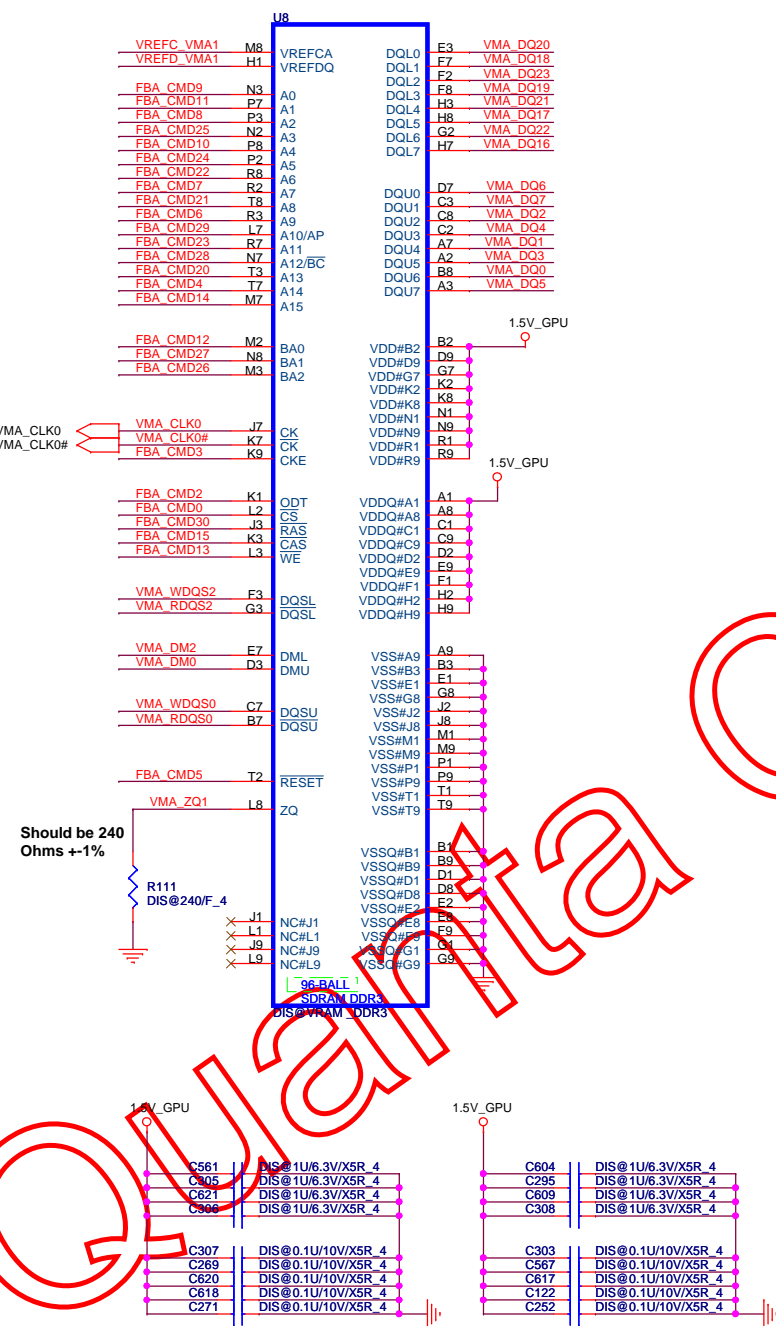 U8
VREFC_VMA1 M8 VREFCA DQL0 E3 VMA_DQ20
VREFD_VMA1 H1 VREFDQ DQL1 F7 VMA_DQ18
DQL2 F2 VMA_DQ23
FBA_CMD9 N3 A0 DQL3 F8 VMA_DQ19
FBA_CMD11 P7 A1 DQL4 H3 VMA_DQ21
FBA_CMD8 P3 A2 DQL5 H8 VMA_DQ17
FBA_CMD25 N2 A3 DQL6 G2 VMA_DQ22
FBA_CMD10 P8 A4 DQL7 H7 VMA_DQ16
FBA_CMD24 P2 A5
FBA_CMD22 R8 A6
FBA_CMD7 R2 A7 DQU0 D7 VMA_DQ6
FBA_CMD21 T8 A8 DQU1 C3 VMA_DQ7
FBA_CMD6 R3 A9 DQU2 C8 VMA_DQ2
FBA_CMD29 L7 A10/AP DQU3 C2 VMA_DQ4
FBA_CMD23 R7 A11 DQU4 A7 VMA_DQ1
FBA_CMD28 N7 A12/BC DQU5 A2 VMA_DQ3
FBA_CMD20 T3 A13 DQU6 B8 VMA_DQ0
FBA_CMD4 T7 A14 DQU7 A3 VMA_DQ5
FBA_CMD14 M7 A15
1.5V_GPU
FBA_CMD12 M2 BA0 VDD#B2 B2
FBA_CMD27 N8 BA1 VDD#D9 D9
FBA_CMD26 M3 BA2 VDD#G7 G7
VDD#K2 K2
VDD#K8 K8
VDD#N1 N1
VMA_CLK0 VMA_CLK0 J7 CK VDD#N9 N9
VMA_CLK0# VMA_CLK0# K7 CK VDD#R1 R1
FBA_CMD3 K9 CKE VDD#R9 R9
1.5V_GPU
FBA_CMD2 K1 ODT VDDQ#A1 A1
FBA_CMD0 L2 CS VDDQ#A8 A8
FBA_CMD30 J3 RAS VDDQ#C1 C1
FBA_CMD15 K3 CAS VDDQ#C9 C9
FBA_CMD13 L3 WE VDDQ#D2 D2
VDDQ#E9 E9
VDDQ#F1 F1
VMA_WDQS2 F3 DQSL VDDQ#H2 H2
VMA_RDQS2 G3 DQSL VDDQ#H9 H9
VMA_DM2 E7 DML VSS#A9 A9
VMA_DM0 D3 DMU VSS#B3 B3
VSS#E1 E1
VSS#G8 G8
VMA_WDQS0 C7 DQSU VSS#J2 J2
VMA_RDQS0 B7 DQSU VSS#J8 J8
VSS#M1 M1
VSS#M9 M9
VSS#P1 P1
FBA_CMD5 T2 RESET VSS#P9 P9
VSS#T1 T1
VMA_ZQ1 L8 ZQ VSS#T9 T9
Should be 240
Ohms +-1%
R111
DIS@240/F_4
VSSQ#B1 B1
VSSQ#B9 B9
VSSQ#D1 D1
VSSQ#D8 D8
VSSQ#E2 E2
J1 NC#J1 VSSQ#E8 E8
L1 NC#L1 VSSQ#F9 F9
J9 NC#J9 VSSQ#G1 G1
L9 NC#L9 VSSQ#G9 G9
96-BALL
SDRAM DDR3
DIS@VRAM _DDR3
Quanta
1.5V_GPU 1.5V_GPU
C561 DIS@1U/6.3V/X5R_4 C604 DIS@1U/6.3V/X5R_4
C305 DIS@1U/6.3V/X5R_4 C295 DIS@1U/6.3V/X5R_4
C621 DIS@1U/6.3V/X5R_4 C609 DIS@1U/6.3V/X5R_4
C306 DIS@1U/6.3V/X5R_4 C308 DIS@1U/6.3V/X5R_4
C307 DIS@0.1U/10V/X5R_4 C303 DIS@0.1U/10V/X5R_4
C269 DIS@0.1U/10V/X5R_4 C567 DIS@0.1U/10V/X5R_4
C620 DIS@0.1U/10V/X5R_4 C617 DIS@0.1U/10V/X5R_4
C618 DIS@0.1U/10V/X5R_4 C122 DIS@0.1U/10V/X5R_4
C271 DIS@0.1U/10V/X5R_4 C252 DIS@0.1U/10V/X5R_4